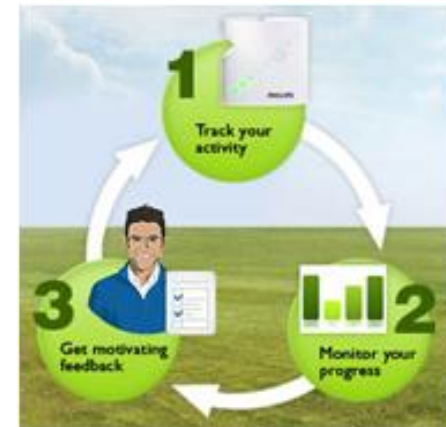 1
PHILIPS
Track your
activity
2
Monitor your
progress
3
Get motivating
feedback